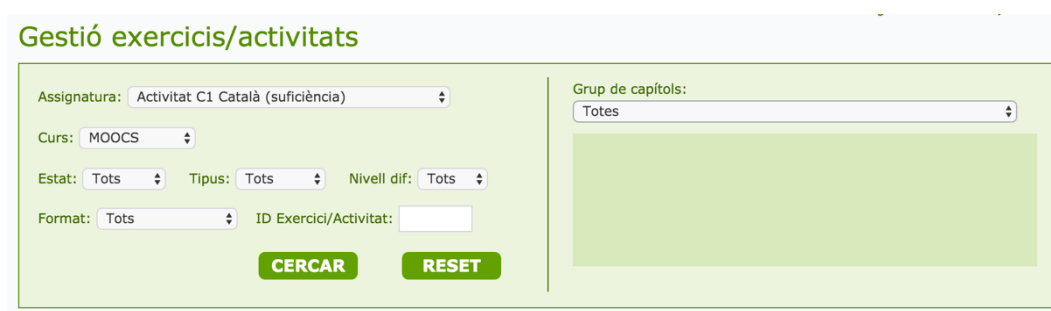 Gestió exercicis/activitats
Assignatura: Activitat C1 Català (suficiència)
Curs: MOOCS
Estat: Tots Tipus: Tots Nivell dif: Tots
Format: Tots ID Exercici/Activitat:
CERCAR RESET
Grup de capítols:
Totes